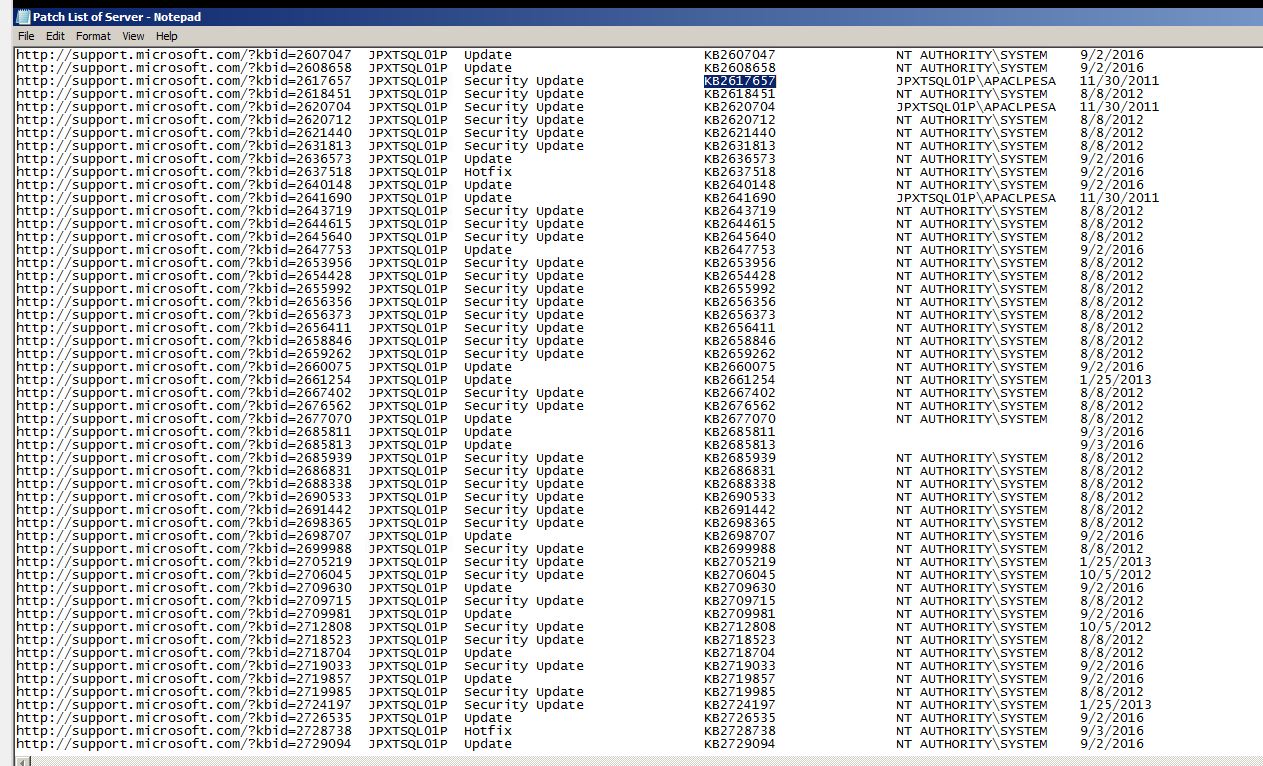 Patch List of Server - Notepad
File Edit Format View Help
http://support.microsoft.com/?kbid=2607047 JPXTSQL01P Update KB2607047 NT AUTHORITY\SYSTEM 9/2/2016
http://support.microsoft.com/?kbid=2608658 JPXTSQL01P Update KB2608658 NT AUTHORITY\SYSTEM 9/2/2016
http://support.microsoft.com/?kbid=2617657 JPXTSQL01P Security Update KB2617657 JPXTSQL01P\APACLPESA 11/30/2011
http://support.microsoft.com/?kbid=2618451 JPXTSQL01P Security Update KB2618451 NT AUTHORITY\SYSTEM 8/8/2012
http://support.microsoft.com/?kbid=2620704 JPXTSQL01P Security Update KB2620704 JPXTSQL01P\APACLPESA 11/30/2011
http://support.microsoft.com/?kbid=2620712 JPXTSQL01P Security Update KB2620712 NT AUTHORITY\SYSTEM 8/8/2012
http://support.microsoft.com/?kbid=2621440 JPXTSQL01P Security Update KB2621440 NT AUTHORITY\SYSTEM 8/8/2012
http://support.microsoft.com/?kbid=2631813 JPXTSQL01P Security Update KB2631813 NT AUTHORITY\SYSTEM 8/8/2012
http://support.microsoft.com/?kbid=2636573 JPXTSQL01P Update KB2636573 NT AUTHORITY\SYSTEM 9/2/2016
http://support.microsoft.com/?kbid=2637518 JPXTSQL01P Hotfix KB2637518 NT AUTHORITY\SYSTEM 9/2/2016
http://support.microsoft.com/?kbid=2640148 JPXTSQL01P Update KB2640148 NT AUTHORITY\SYSTEM 9/2/2016
http://support.microsoft.com/?kbid=2641690 JPXTSQL01P Update KB2641690 JPXTSQL01P\APACLPESA 11/30/2011
http://support.microsoft.com/?kbid=2643719 JPXTSQL01P Security Update KB2643719 NT AUTHORITY\SYSTEM 8/8/2012
http://support.microsoft.com/?kbid=2644615 JPXTSQL01P Security Update KB2644615 NT AUTHORITY\SYSTEM 8/8/2012
http://support.microsoft.com/?kbid=2645640 JPXTSQL01P Security Update KB2645640 NT AUTHORITY\SYSTEM 8/8/2012
http://support.microsoft.com/?kbid=2647753 JPXTSQL01P Update KB2647753 NT AUTHORITY\SYSTEM 9/2/2016
http://support.microsoft.com/?kbid=2653956 JPXTSQL01P Security Update KB2653956 NT AUTHORITY\SYSTEM 8/8/2012
http://support.microsoft.com/?kbid=2654428 JPXTSQL01P Security Update KB2654428 NT AUTHORITY\SYSTEM 8/8/2012
http://support.microsoft.com/?kbid=2655992 JPXTSQL01P Security Update KB2655992 NT AUTHORITY\SYSTEM 8/8/2012
http://support.microsoft.com/?kbid=2656356 JPXTSQL01P Security Update KB2656356 NT AUTHORITY\SYSTEM 8/8/2012
http://support.microsoft.com/?kbid=2656373 JPXTSQL01P Security Update KB2656373 NT AUTHORITY\SYSTEM 8/8/2012
http://support.microsoft.com/?kbid=2656411 JPXTSQL01P Security Update KB2656411 NT AUTHORITY\SYSTEM 8/8/2012
http://support.microsoft.com/?kbid=2658846 JPXTSQL01P Security Update KB2658846 NT AUTHORITY\SYSTEM 8/8/2012
http://support.microsoft.com/?kbid=2659262 JPXTSQL01P Security Update KB2659262 NT AUTHORITY\SYSTEM 8/8/2012
http://support.microsoft.com/?kbid=2660075 JPXTSQL01P Update KB2660075 NT AUTHORITY\SYSTEM 9/2/2016
http://support.microsoft.com/?kbid=2661254 JPXTSQL01P Update KB2661254 NT AUTHORITY\SYSTEM 1/25/2013
http://support.microsoft.com/?kbid=2667402 JPXTSQL01P Security Update KB2667402 NT AUTHORITY\SYSTEM 8/8/2012
http://support.microsoft.com/?kbid=2676562 JPXTSQL01P Security Update KB2676562 NT AUTHORITY\SYSTEM 8/8/2012
http://support.microsoft.com/?kbid=2677070 JPXTSQL01P Update KB2677070 NT AUTHORITY\SYSTEM 8/8/2012
http://support.microsoft.com/?kbid=2685811 JPXTSQL01P Update KB2685811 9/3/2016
http://support.microsoft.com/?kbid=2685813 JPXTSQL01P Update KB2685813 9/3/2016
http://support.microsoft.com/?kbid=2685939 JPXTSQL01P Security Update KB2685939 NT AUTHORITY\SYSTEM 8/8/2012
http://support.microsoft.com/?kbid=2686831 JPXTSQL01P Security Update KB2686831 NT AUTHORITY\SYSTEM 8/8/2012
http://support.microsoft.com/?kbid=2688338 JPXTSQL01P Security Update KB2688338 NT AUTHORITY\SYSTEM 8/8/2012
http://support.microsoft.com/?kbid=2690533 JPXTSQL01P Security Update KB2690533 NT AUTHORITY\SYSTEM 8/8/2012
http://support.microsoft.com/?kbid=2691442 JPXTSQL01P Security Update KB2691442 NT AUTHORITY\SYSTEM 8/8/2012
http://support.microsoft.com/?kbid=2698365 JPXTSQL01P Security Update KB2698365 NT AUTHORITY\SYSTEM 8/8/2012
http://support.microsoft.com/?kbid=2698707 JPXTSQL01P Update KB2698707 NT AUTHORITY\SYSTEM 9/2/2016
http://support.microsoft.com/?kbid=2699988 JPXTSQL01P Security Update KB2699988 NT AUTHORITY\SYSTEM 8/8/2012
http://support.microsoft.com/?kbid=2705219 JPXTSQL01P Security Update KB2705219 NT AUTHORITY\SYSTEM 1/25/2013
http://support.microsoft.com/?kbid=2706045 JPXTSQL01P Security Update KB2706045 NT AUTHORITY\SYSTEM 10/5/2012
http://support.microsoft.com/?kbid=2709630 JPXTSQL01P Update KB2709630 NT AUTHORITY\SYSTEM 9/2/2016
http://support.microsoft.com/?kbid=2709715 JPXTSQL01P Security Update KB2709715 NT AUTHORITY\SYSTEM 8/8/2012
http://support.microsoft.com/?kbid=2709981 JPXTSQL01P Update KB2709981 NT AUTHORITY\SYSTEM 9/2/2016
http://support.microsoft.com/?kbid=2712808 JPXTSQL01P Security Update KB2712808 NT AUTHORITY\SYSTEM 10/5/2012
http://support.microsoft.com/?kbid=2718523 JPXTSQL01P Security Update KB2718523 NT AUTHORITY\SYSTEM 8/8/2012
http://support.microsoft.com/?kbid=2718704 JPXTSQL01P Update KB2718704 NT AUTHORITY\SYSTEM 8/8/2012
http://support.microsoft.com/?kbid=2719033 JPXTSQL01P Security Update KB2719033 NT AUTHORITY\SYSTEM 9/2/2016
http://support.microsoft.com/?kbid=2719857 JPXTSQL01P Update KB2719857 NT AUTHORITY\SYSTEM 9/2/2016
http://support.microsoft.com/?kbid=2719985 JPXTSQL01P Security Update KB2719985 NT AUTHORITY\SYSTEM 8/8/2012
http://support.microsoft.com/?kbid=2724197 JPXTSQL01P Security Update KB2724197 NT AUTHORITY\SYSTEM 1/25/2013
http://support.microsoft.com/?kbid=2726535 JPXTSQL01P Update KB2726535 NT AUTHORITY\SYSTEM 9/2/2016
http://support.microsoft.com/?kbid=2728738 JPXTSQL01P Hotfix KB2728738 NT AUTHORITY\SYSTEM 9/3/2016
http://support.microsoft.com/?kbid=2729094 JPXTSQL01P Update KB2729094 NT AUTHORITY\SYSTEM 9/2/2016